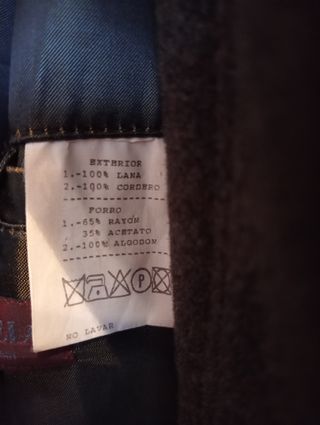 EXTERIOR
1.-100% LANA
2.-100% CORDERO
FORRO
1.-65% RAYON
35% ACETATO
2.-100% ALGODON
P
NO LAVAR